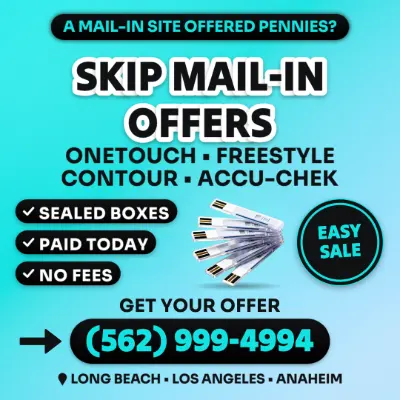 A MAIL-IN SITE OFFERED PENNIES?
SKIP MAIL-IN
OFFERS
ONETOUCH • FREESTYLE
CONTOUR • ACCU-CHEK
SEALED BOXES
PAID TODAY
NO FEES
EASY
SALE
GET YOUR OFFER
(562) 999-4994
LONG BEACH • LOS ANGELES • ANAHEIM